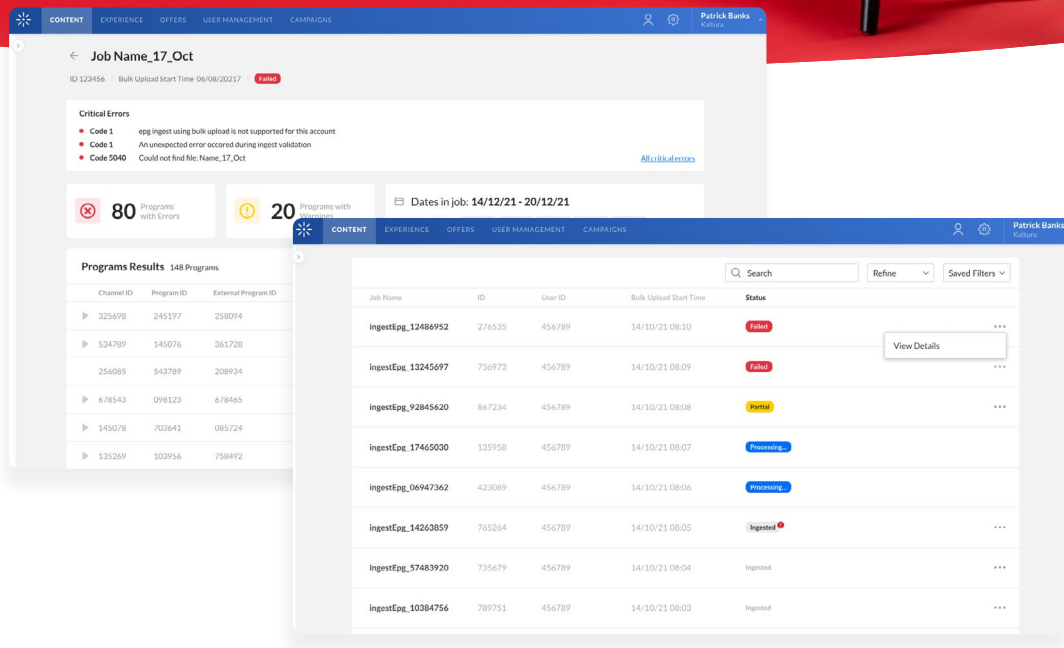 CONTENT EXPERIENCE OFFERS USER MANAGEMENT CAMPAIGNS Patrick Banks
Kaltura
← Job Name_17_Oct
ID 123456 | Bulk Upload Start Time 06/08/20217 | Failed
Critical Errors
• Code 1 epg ingest using bulk upload is not supported for this account
• Code 1 An unexpected error occored during ingest validation
• Code 5040 Could not find file: Name_17_Oct All critical errors
80 Programs with Errors
20 Programs with Warnings
Dates in job: 14/12/21 - 20/12/21
Programs Results 148 Programs
Channel ID Program ID External Program ID
325698 245197 258094
534789 145076 361728
256085 543789 208934
678543 098123 678465
145078 703641 085724
135269 103956 758492
CONTENT EXPERIENCE OFFERS USER MANAGEMENT CAMPAIGNS Patrick Banks
Kaltura
Search Refine Saved Filters
Job Name ID User ID Bulk Upload Start Time Status
ingestEpg_12486952 276535 456789 14/10/21 08:10 Failed ...
View Details
ingestEpg_13245697 756973 456789 14/10/21 08:09 Failed ...
ingestEpg_92845620 867234 456789 14/10/21 08:08 Partial ...
ingestEpg_17465030 135958 456789 14/10/21 08:07 Processing...
ingestEpg_06947362 423089 456789 14/10/21 08:06 Processing...
ingestEpg_14263859 765264 456789 14/10/21 08:05 Ingested ...
ingestEpg_57483920 735679 456789 14/10/21 08:04 Ingested ...
ingestEpg_10384756 789751 456789 14/10/21 08:03 Ingested ...